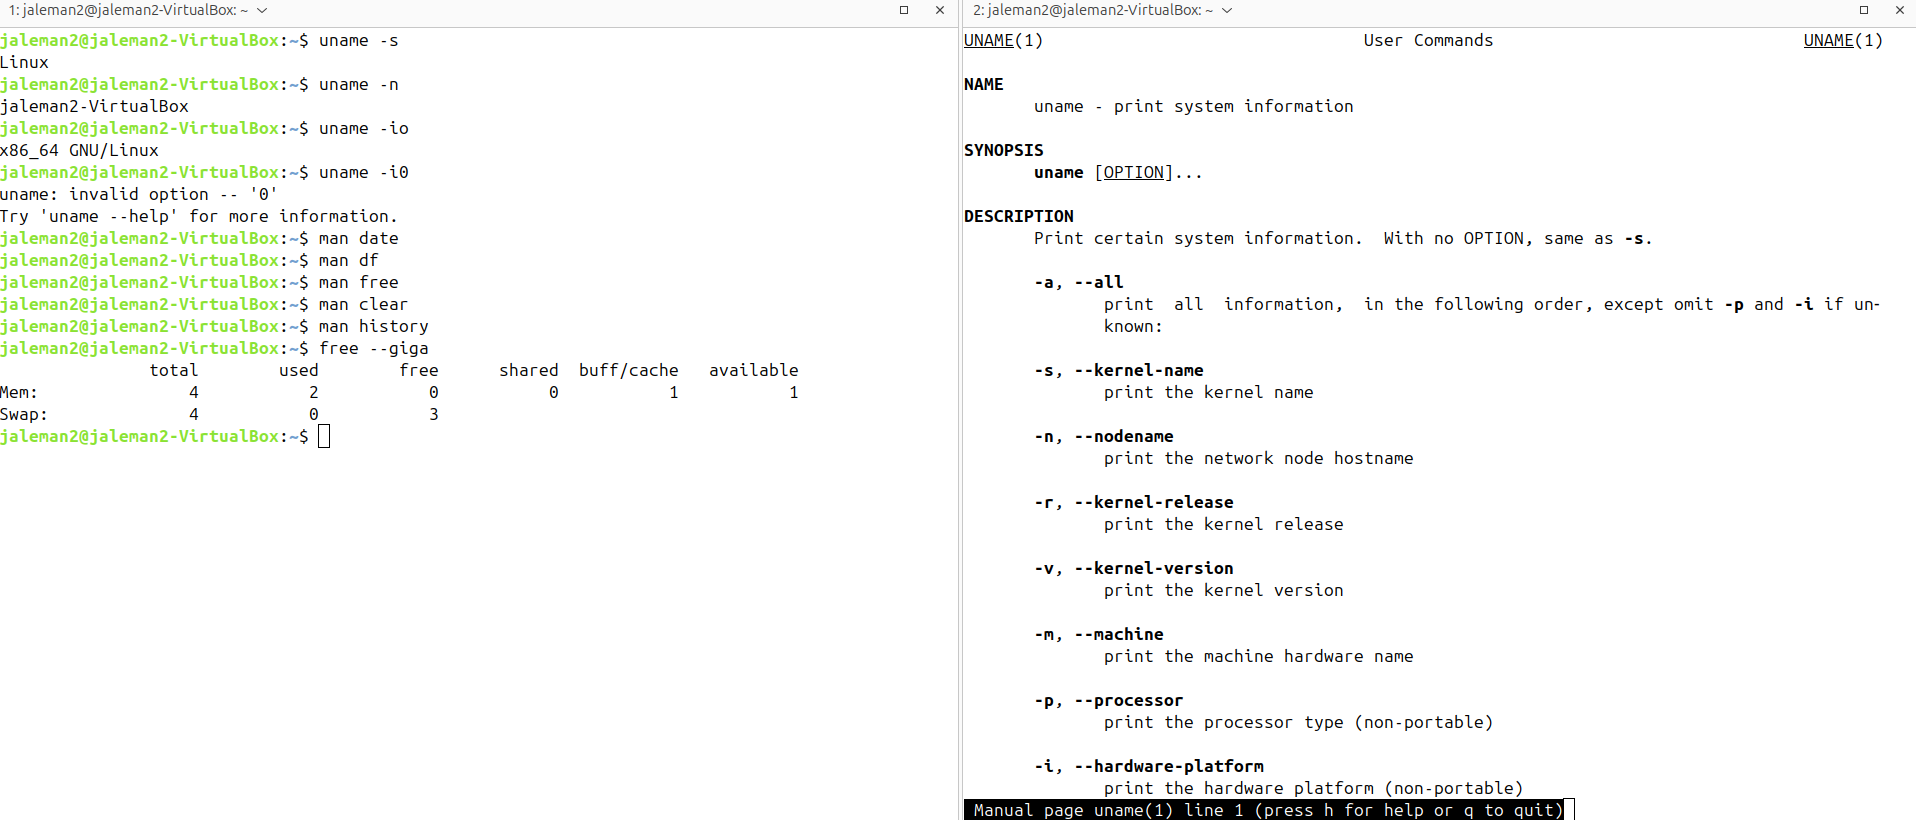 1: jaleman2@jaleman2-VirtualBox: ~
jaleman2@jaleman2-VirtualBox:~$ uname -s
Linux
jaleman2@jaleman2-VirtualBox:~$ uname -n
jaleman2-VirtualBox
jaleman2@jaleman2-VirtualBox:~$ uname -io
x86_64 GNU/Linux
jaleman2@jaleman2-VirtualBox:~$ uname -i0
uname: invalid option -- '0'
Try 'uname --help' for more information.
jaleman2@jaleman2-VirtualBox:~$ man date
jaleman2@jaleman2-VirtualBox:~$ man df
jaleman2@jaleman2-VirtualBox:~$ man free
jaleman2@jaleman2-VirtualBox:~$ man clear
jaleman2@jaleman2-VirtualBox:~$ man history
jaleman2@jaleman2-VirtualBox:~$ free --giga
               total        used        free      shared  buff/cache   available
Mem:               4           2           0           0           1           1
Swap:              4           0           3
jaleman2@jaleman2-VirtualBox:~$
2: jaleman2@jaleman2-VirtualBox: ~
UNAME(1)                                User Commands                               UNAME(1)
NAME
uname - print system information
SYNOPSIS
uname [OPTION]...
DESCRIPTION
Print certain system information.  With no OPTION, same as -s.
-a, --all
print  all  information,  in the following order, except omit -p and -i if un-
known:
-s, --kernel-name
print the kernel name
-n, --nodename
print the network node hostname
-r, --kernel-release
print the kernel release
-v, --kernel-version
print the kernel version
-m, --machine
print the machine hardware name
-p, --processor
print the processor type (non-portable)
-i, --hardware-platform
print the hardware platform (non-portable)
Manual page uname(1) line 1 (press h for help or q to quit)